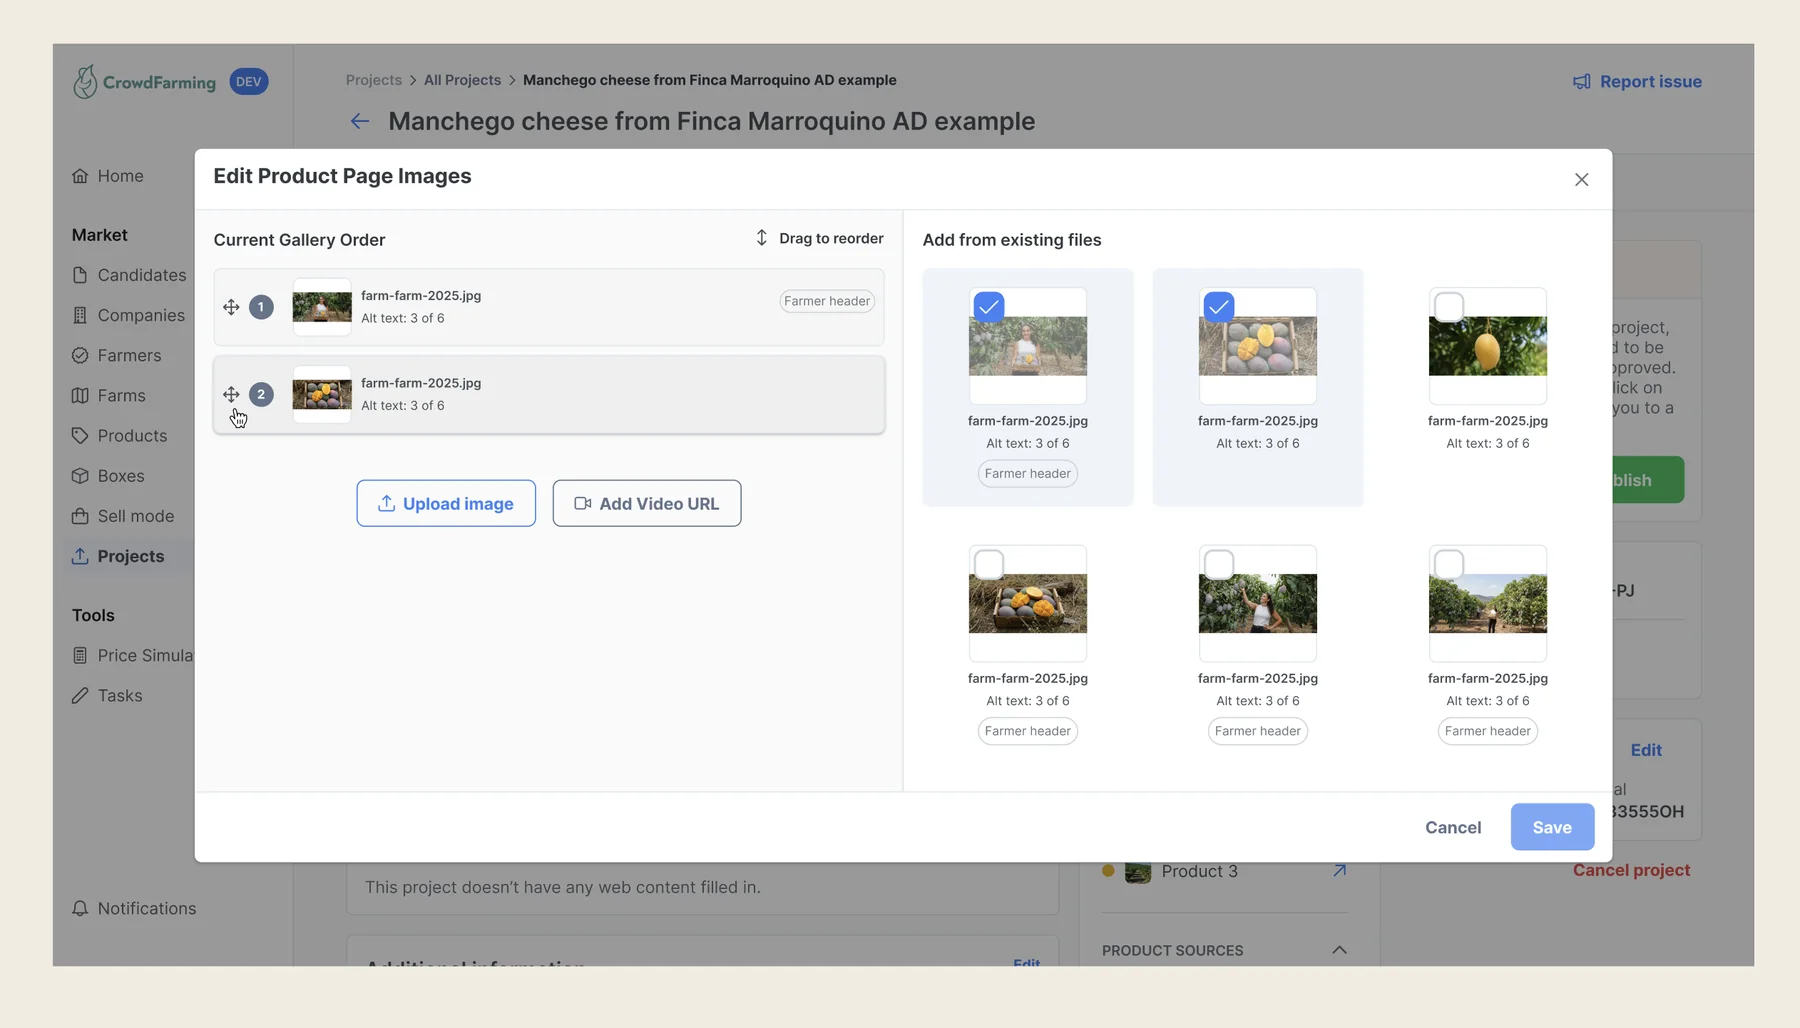 CrowdFarming DEV
Projects > All Projects > Manchego cheese from Finca Marroquino AD example
Report issue
Manchego cheese from Finca Marroquino AD example
Home
Market
Candidates
Companies
Farmers
Farms
Products
Boxes
Sell mode
Projects
Tools
Price Simula
Tasks
Notifications
Edit Product Page Images
Current Gallery Order
Drag to reorder
1
farm-farm-2025.jpg
Alt text: 3 of 6
Farmer header
2
farm-farm-2025.jpg
Alt text: 3 of 6
Upload image
Add Video URL
Add from existing files
farm-farm-2025.jpg
Alt text: 3 of 6
Farmer header
farm-farm-2025.jpg
Alt text: 3 of 6
farm-farm-2025.jpg
Alt text: 3 of 6
farm-farm-2025.jpg
Alt text: 3 of 6
Farmer header
farm-farm-2025.jpg
Alt text: 3 of 6
Farmer header
farm-farm-2025.jpg
Alt text: 3 of 6
Farmer header
Cancel
Save
project,
d to be
pproved.
lick on
you to a
blish
-PJ
Edit
al
33555OH
Cancel project
This project doesn't have any web content filled in.
Additional information
Edit
Product 3
PRODUCT SOURCES